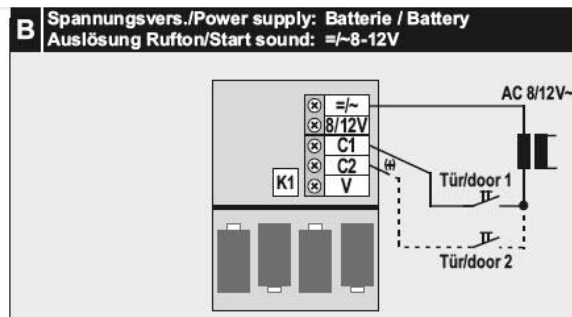 B
Spannungsvers./Power supply: Batterie / Battery
Auslösung Rufton/Start sound: =/~8-12V
AC 8/12V~
=/~
8/12V
C1
C2
V
K1
Tür/door 1
Tür/door 2